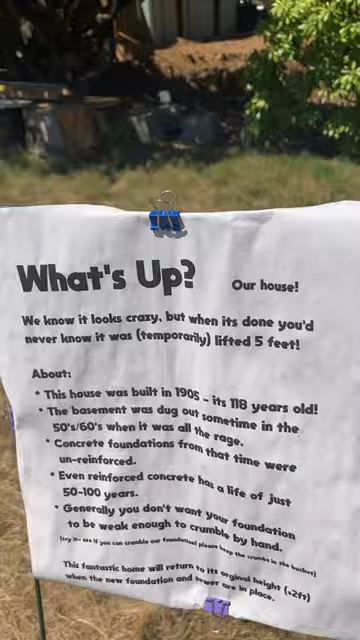 What's Up? Our house!
We know it looks crazy, but when its done you'd
never know it was (temporarily) lifted 5 feet!
About:
• This house was built in 1905 - its 118 years old!
• The basement was dug out sometime in the
50's/60's when it was all the rage.
• Concrete foundations from that time were
un-reinforced.
• Even reinforced concrete has a life of just
50-100 years.
• Generally you don't want your foundation
to be weak enough to crumble by hand.
(try it- see if you can crumble our foundation! please keep the crumbs in the bucket)
This fantastic home will return to its orginal height (+2ft)
when the new foundation and sewer are in place.